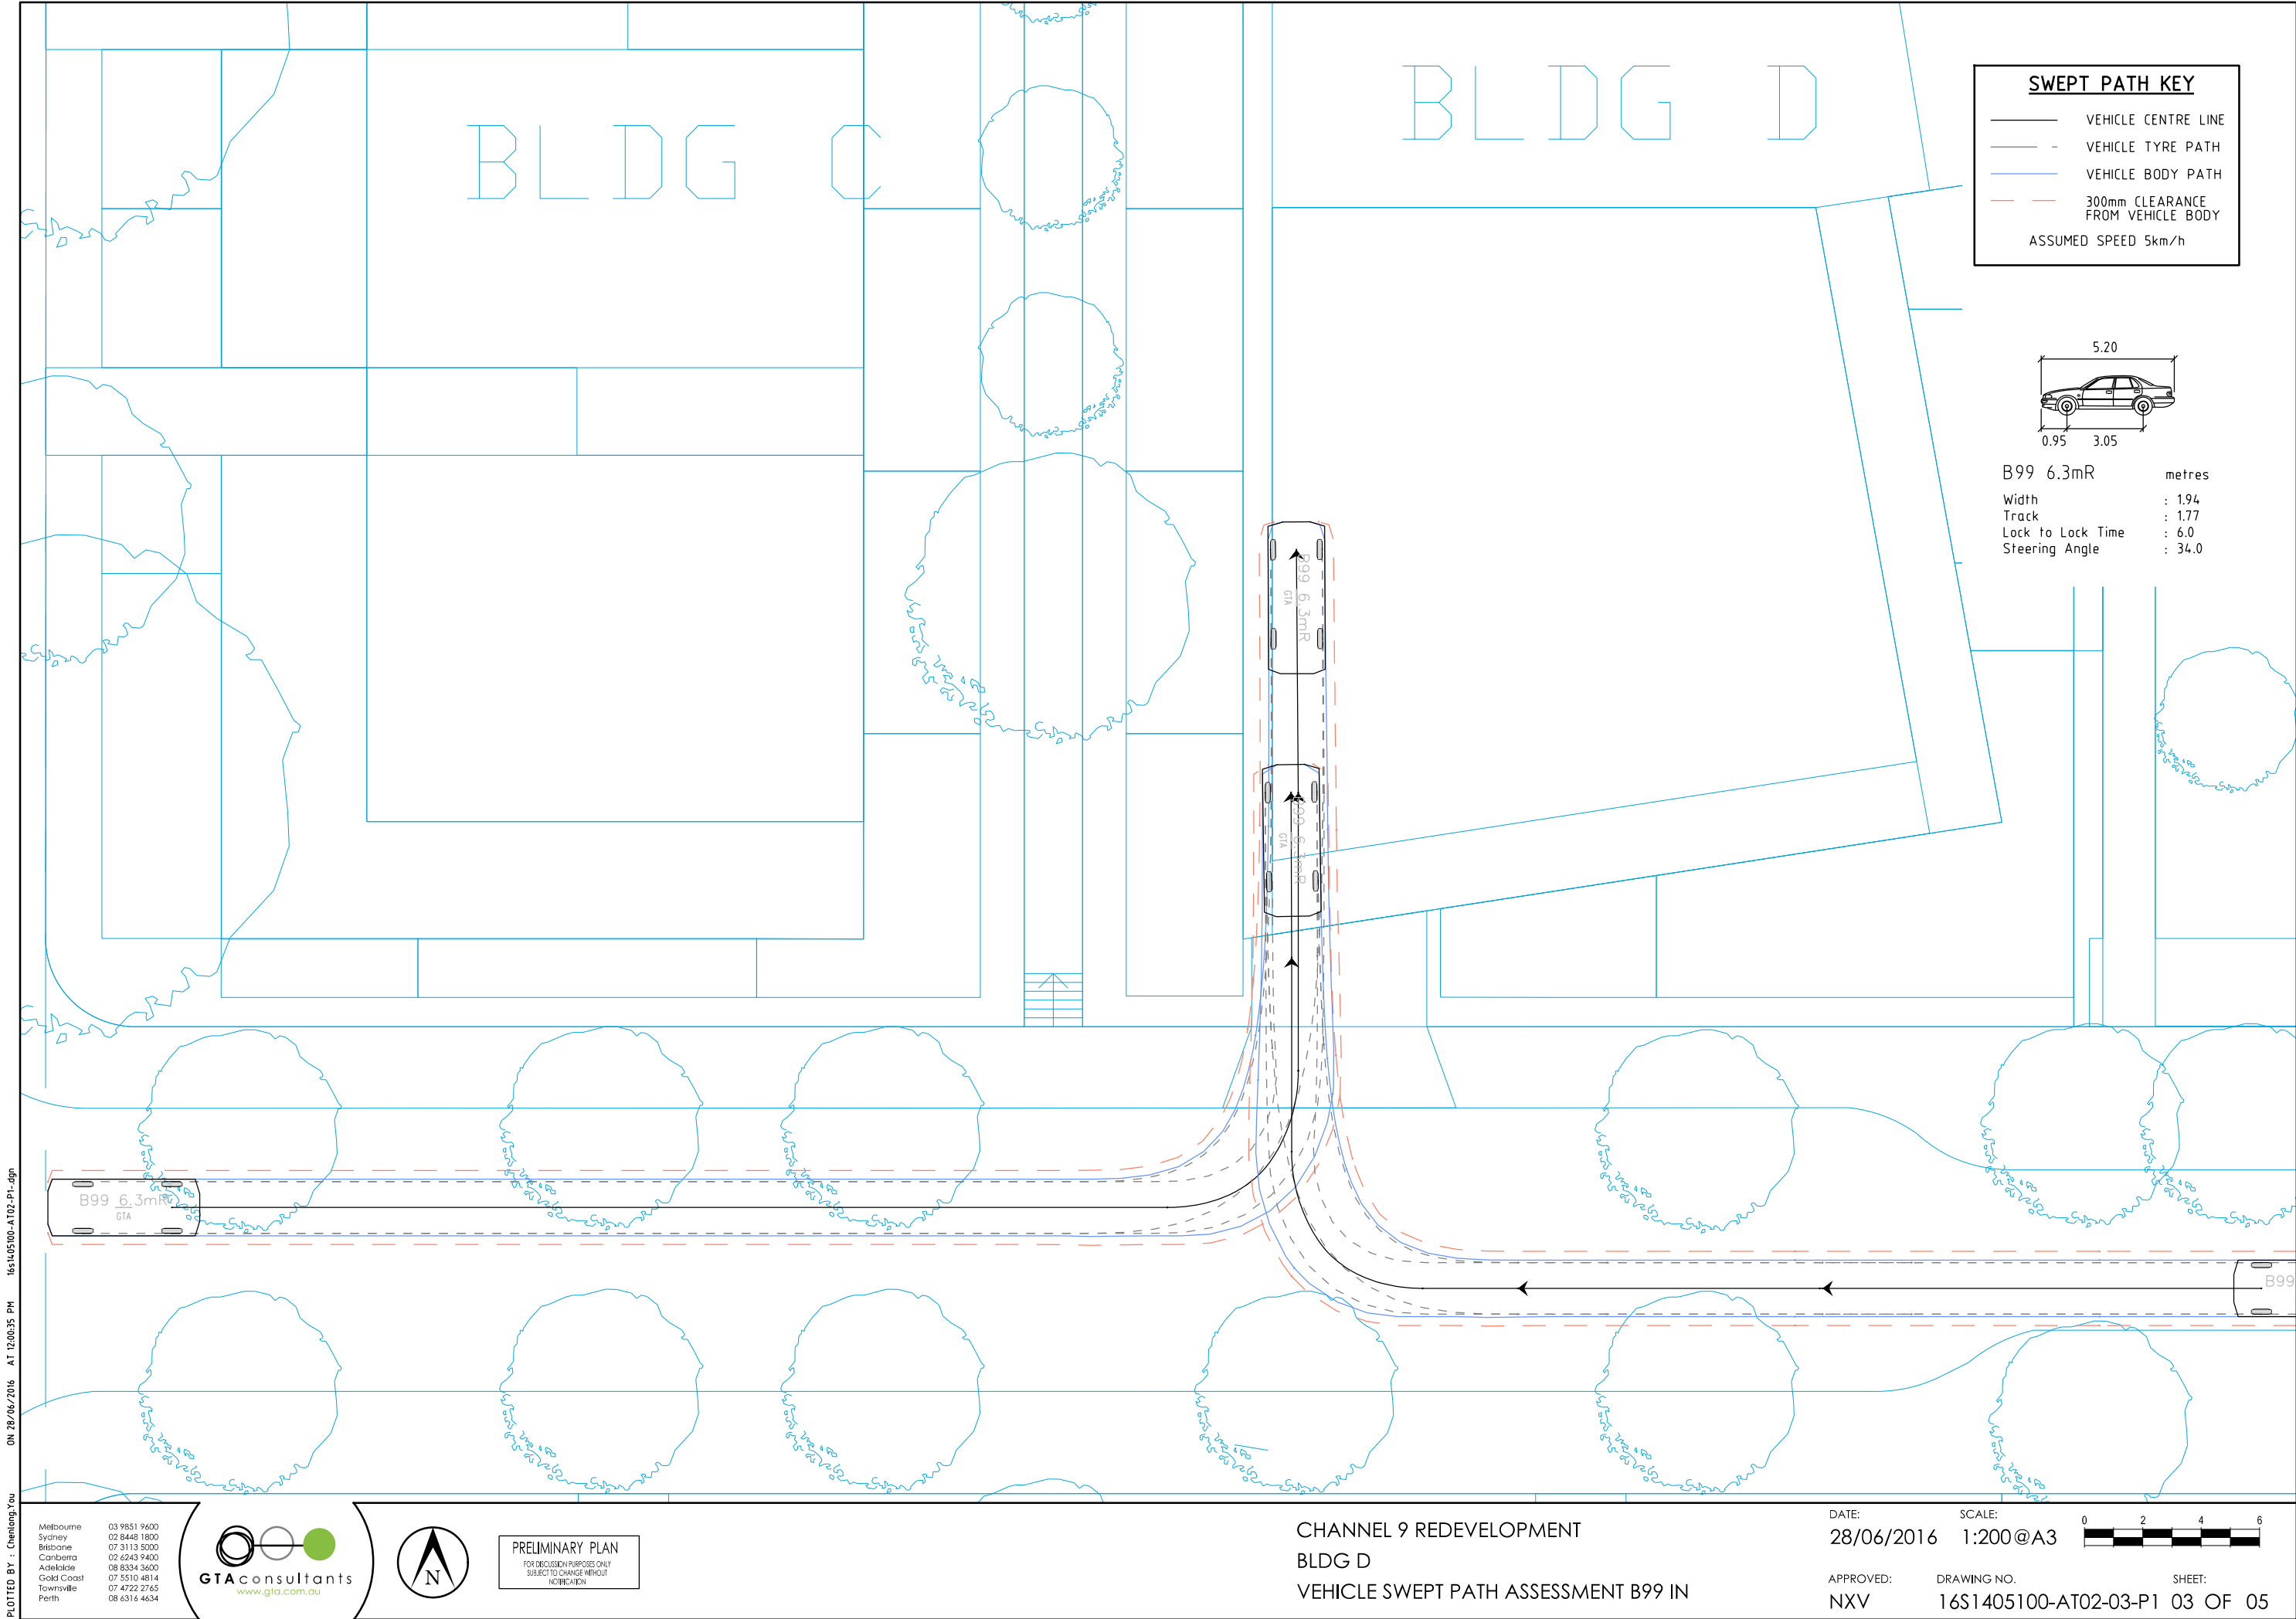 BLDG C
BLDG D
SWEPT PATH KEY
VEHICLE CENTRE LINE
VEHICLE TYRE PATH
VEHICLE BODY PATH
300mm CLEARANCE
FROM VEHICLE BODY
ASSUMED SPEED 5km/h
5.20
0.95 3.05
B99 6.3mR metres
Width : 1.94
Track : 1.77
Lock to Lock Time : 6.0
Steering Angle : 34.0
B99 6.3mR
GTA
B99 6.3mR
GTA
B99 6.3mR
GTA
B99
PLOTTED BY : Chenlong.You ON 28/06/2016 AT 12:00:35 PM 16s1405100-AT02-P1-.dgn
Melbourne 03 9851 9600
Sydney 02 8448 1800
Brisbane 07 3113 5000
Canberra 02 6243 9400
Adelaide 08 8334 3600
Gold Coast 07 5510 4814
Townsville 07 4722 2765
Perth 08 6316 4634
GTAconsultants
www.gta.com.au
N
PRELIMINARY PLAN
FOR DISCUSSION PURPOSES ONLY
SUBJECT TO CHANGE WITHOUT
NOTIFICATION
CHANNEL 9 REDEVELOPMENT
BLDG D
VEHICLE SWEPT PATH ASSESSMENT B99 IN
DATE: SCALE:
28/06/2016 1:200@A3
0 2 4 6
APPROVED: DRAWING NO. SHEET:
NXV 16S1405100-AT02-03-P1 03 OF 05